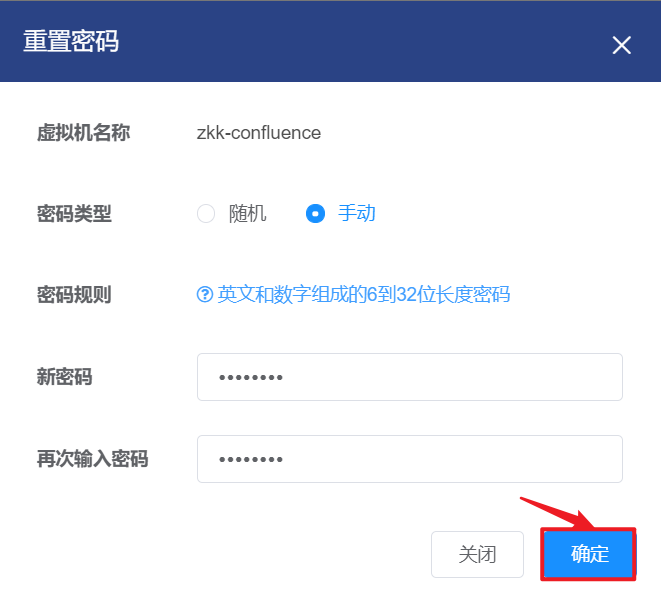 重置密码
虚拟机名称 zkk-confluence
密码类型 随机 手动
密码规则 英文和数字组成的6到32位长度密码
新密码 ••••••••
再次输入密码 ••••••••
关闭 确定